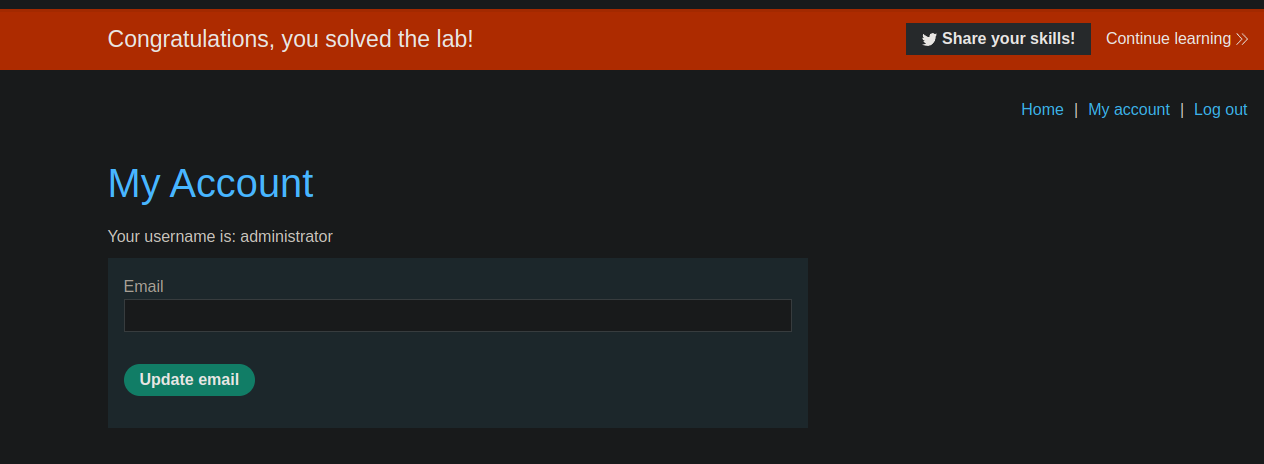 Congratulations, you solved the lab!
Share your skills!
Continue learning
Home | My account | Log out
My Account
Your username is: administrator
Email
Update email